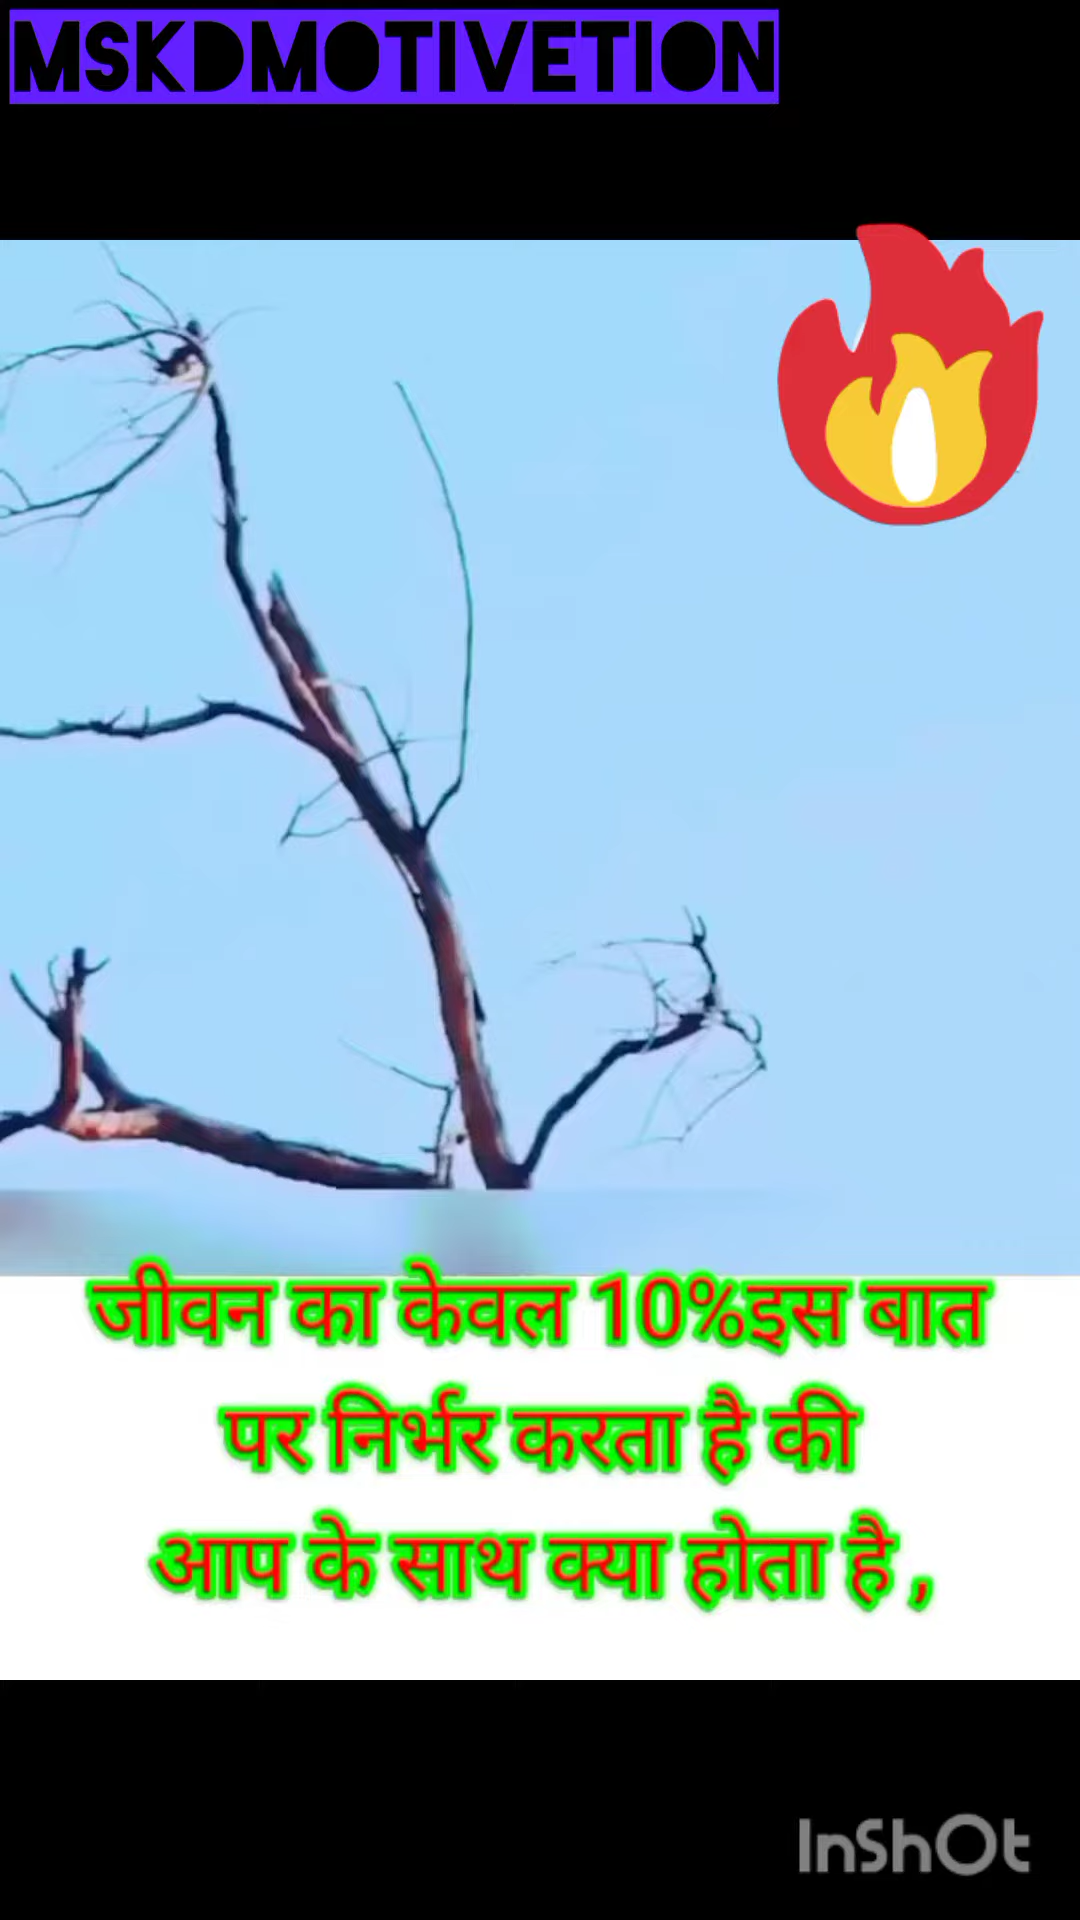 MSKDMOTIVETION
जीवन का केवल 10%इस बात
पर निर्भर करता है की
आप के साथ क्या होता है ,
InShOt